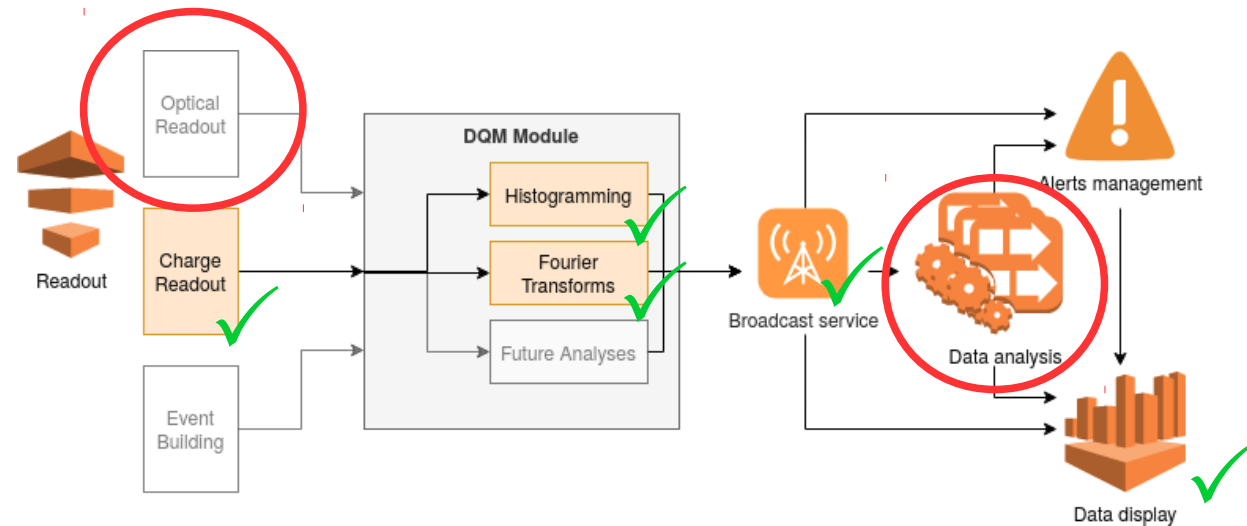 Optical
Readout
DQM Module
Histogramming
Alerts management
Readout
Charge
Readout
Fourier
Transforms
Broadcast service
Future Analyses
Data analysis
Event
Building
Data display